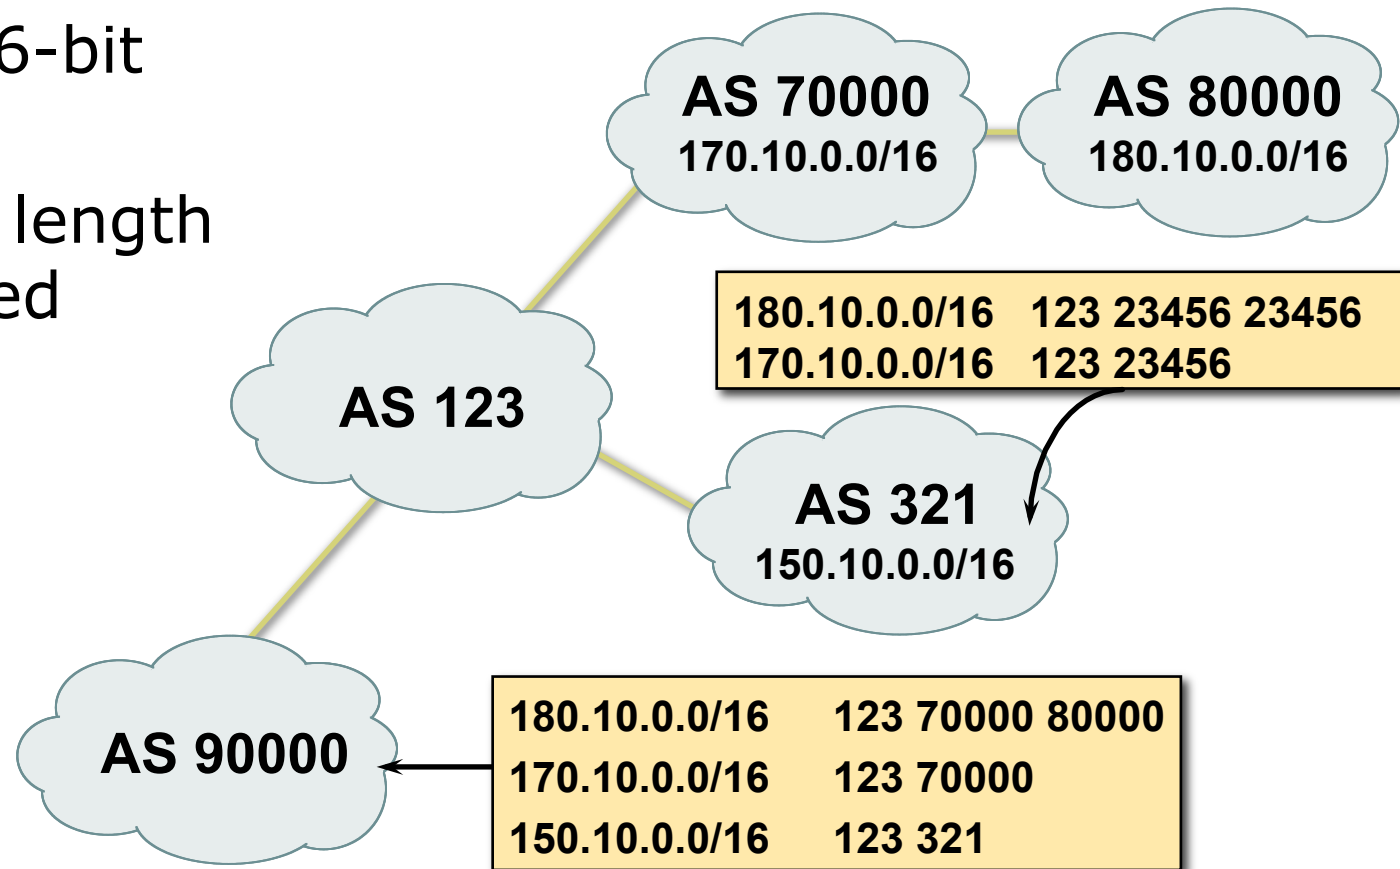 6-bit
length
ed
AS 70000
170.10.0.0/16
AS 80000
180.10.0.0/16
180.10.0.0/16 123 23456 23456
170.10.0.0/16 123 23456
AS 123
AS 321
150.10.0.0/16
AS 90000
180.10.0.0/16 123 70000 80000
170.10.0.0/16 123 70000
150.10.0.0/16 123 321